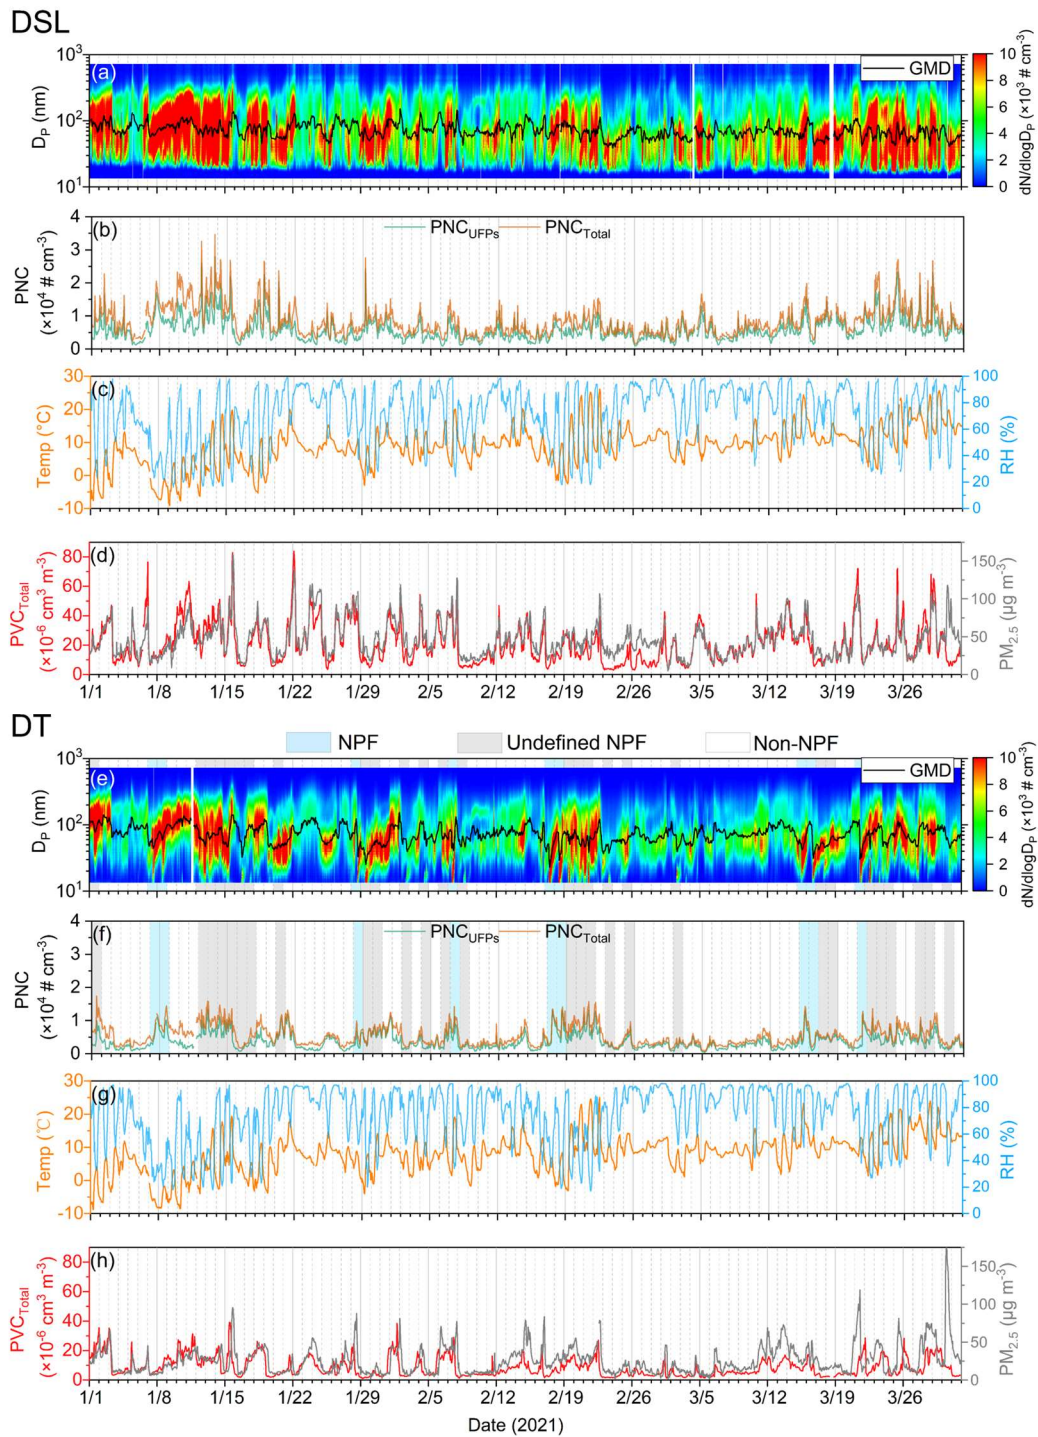 DSL
(a)
GMD
10³
10²
10¹
Dₚ (nm)
10
8
6
4
2
0
dN/dlogDₚ (×10³ # cm⁻³)
(b)
PNC_UFPs PNC_Total
4
3
2
1
0
PNC
(×10⁴ # cm⁻³)
(c)
30
20
10
0
-10
Temp (°C)
100
80
60
40
20
0
RH (%)
(d)
80
60
40
20
0
PVC_Total
(×10⁻⁶ cm³ m⁻³)
150
100
50
0
PM₂.₅ (μg m⁻³)
1/1 1/8 1/15 1/22 1/29 2/5 2/12 2/19 2/26 3/5 3/12 3/19 3/26
DT
NPF Undefined NPF Non-NPF
(e)
GMD
10³
10²
10¹
Dₚ (nm)
10
8
6
4
2
0
dN/dlogDₚ (×10³ # cm⁻³)
(f)
PNC_UFPs PNC_Total
4
3
2
1
0
PNC
(×10⁴ # cm⁻³)
(g)
30
20
10
0
-10
Temp (℃)
100
80
60
40
20
0
RH (%)
(h)
80
60
40
20
0
PVC_Total
(×10⁻⁶ cm³ m⁻³)
150
100
50
0
PM₂.₅ (μg m⁻³)
1/1 1/8 1/15 1/22 1/29 2/5 2/12 2/19 2/26 3/5 3/12 3/19 3/26
Date (2021)